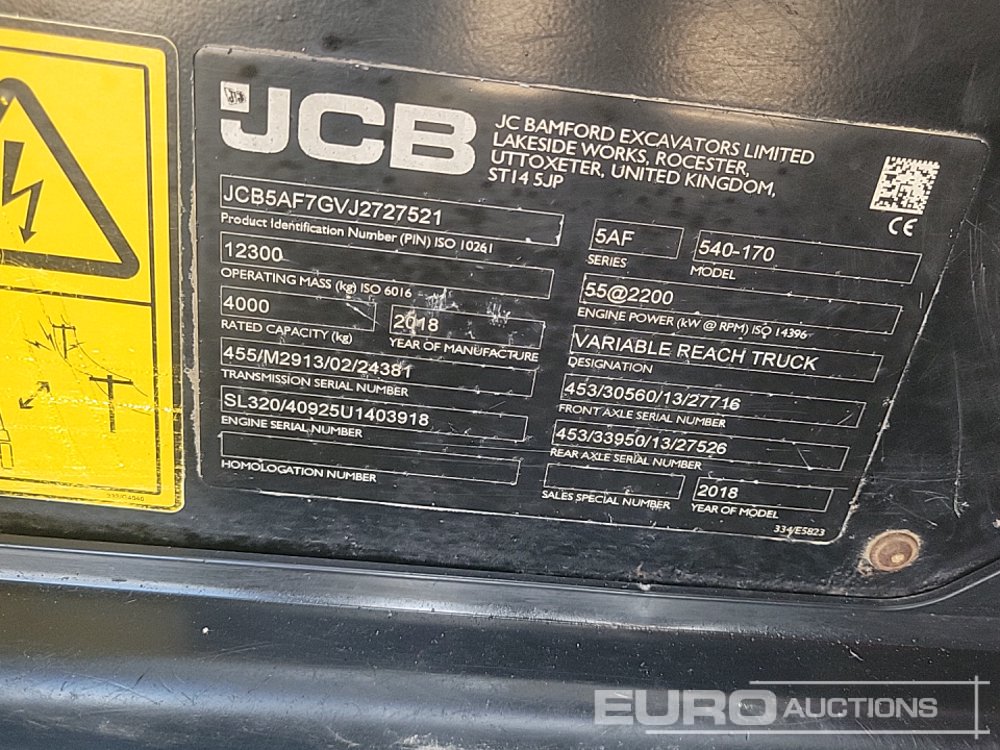 JCB
JC BAMFORD EXCAVATORS LIMITED
LAKESIDE WORKS, ROCESTER,
UTTOXETER, UNITED KINGDOM,
ST14 5JP
CE
JCB5AF7GVJ2727521
Product Identification Number (PIN) ISO 10261
5AF
SERIES
540-170
MODEL
12300
OPERATING MASS (kg) ISO 6016
55@2200
ENGINE POWER (kW @ RPM) ISO 14396
4000
RATED CAPACITY (kg)
2018
YEAR OF MANUFACTURE
VARIABLE REACH TRUCK
DESIGNATION
455/M2913/02/24381
TRANSMISSION SERIAL NUMBER
453/30560/13/27716
FRONT AXLE SERIAL NUMBER
SL320/40925U1403918
ENGINE SERIAL NUMBER
453/33950/13/27526
REAR AXLE SERIAL NUMBER
HOMOLOGATION NUMBER
SALES SPECIAL NUMBER
2018
YEAR OF MODEL
334/E5823
EURO AUCTIONS